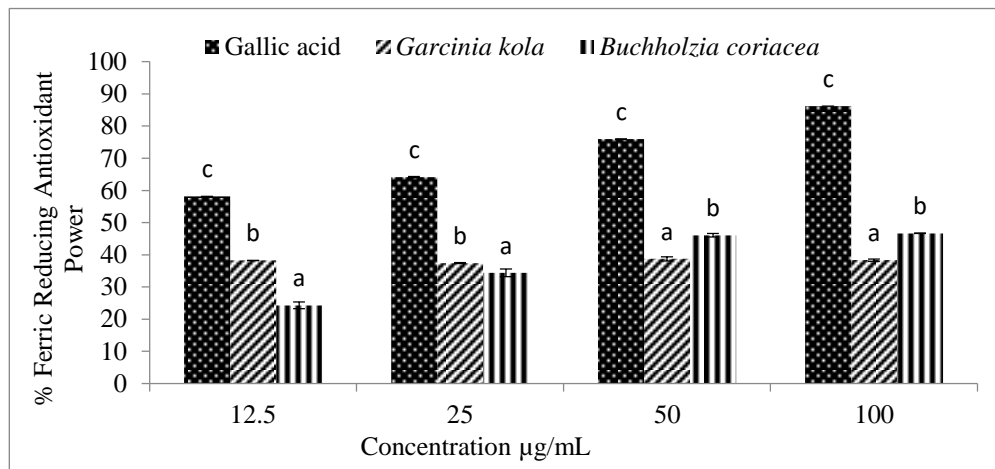 Gallic acid Garcinia kola Buchholzia coriacea
% Ferric Reducing Antioxidant
Power
100
90
80
70
60
50
40
30
20
10
0
c b a
c b a
c a b
c a b
12.5 25 50 100
Concentration µg/mL